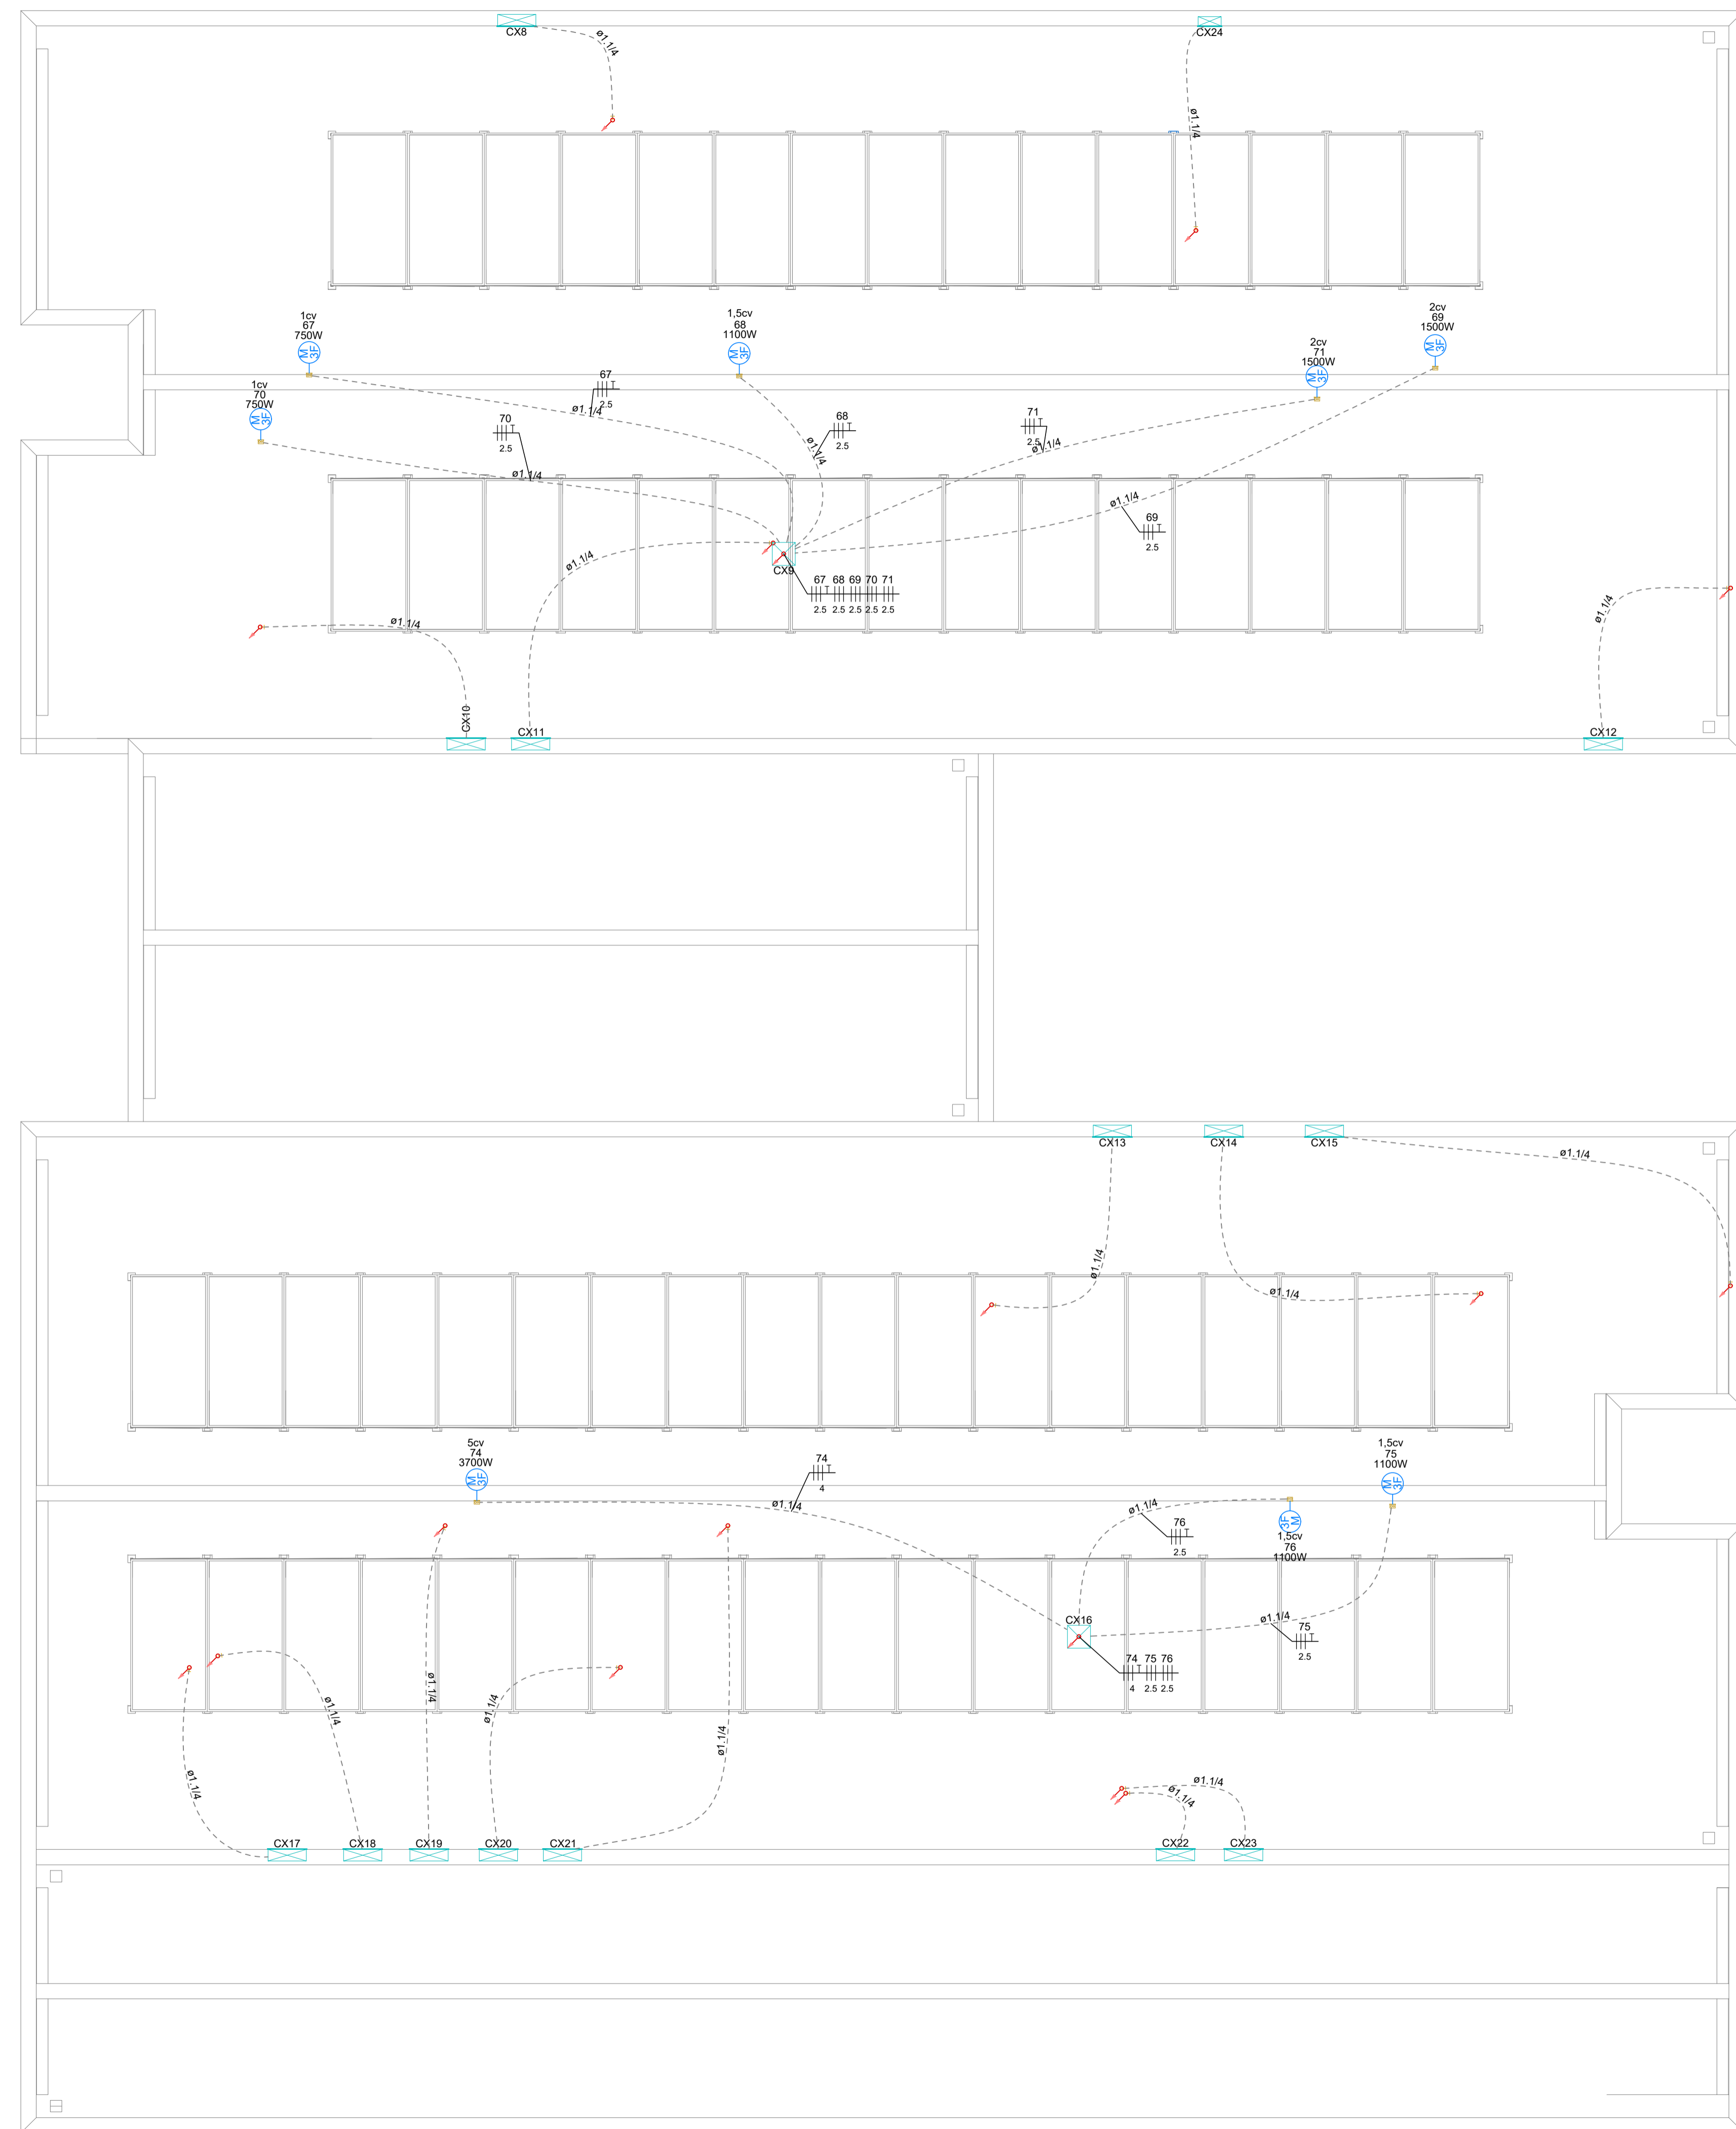 CX8
CX24
ø1.1/4
ø1.1/4
1cv
67
750W
M
3F
1,5cv
68
1100W
M
3F
2cv
69
1500W
M
3F
2cv
71
1500W
M
3F
1cv
70
750W
M
3F
67
2.5
ø1.1/4
70
2.5
ø1.1/4
68
2.5
ø1.1/4
71
2.5
ø1.1/4
ø1.1/4
69
2.5
ø1.1/4
CX9
67 68 69 70 71
2.5 2.5 2.5 2.5 2.5
ø1.1/4
ø1.1/4
CX10
CX11
CX12
CX13
CX14
CX15
ø1.1/4
ø1.1/4
ø1.1/4
5cv
74
3700W
M
3F
74
4
ø1.1/4
1,5cv
75
1100W
M
3F
ø1.1/4
76
2.5
3F
M
1,5cv
76
1100W
CX16
ø1.1/4
75
2.5
74 75 76
4 2.5 2.5
ø1.1/4
ø1.1/4
ø1.1/4
ø1.1/4
ø1.1/4
ø1.1/4
ø1.1/4
CX17
CX18
CX19
CX20
CX21
CX22
CX23